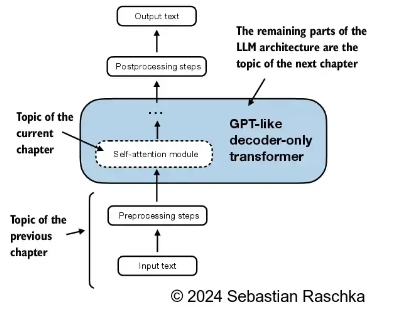 Output text
The remaining parts of the
LLM architecture are the
topic of the next chapter
Postprocessing steps
Topic of the
current
chapter
...
GPT-like
decoder-only
transformer
Self-attention module
Topic of the
previous
chapter
Preprocessing steps
Input text
© 2024 Sebastian Raschka